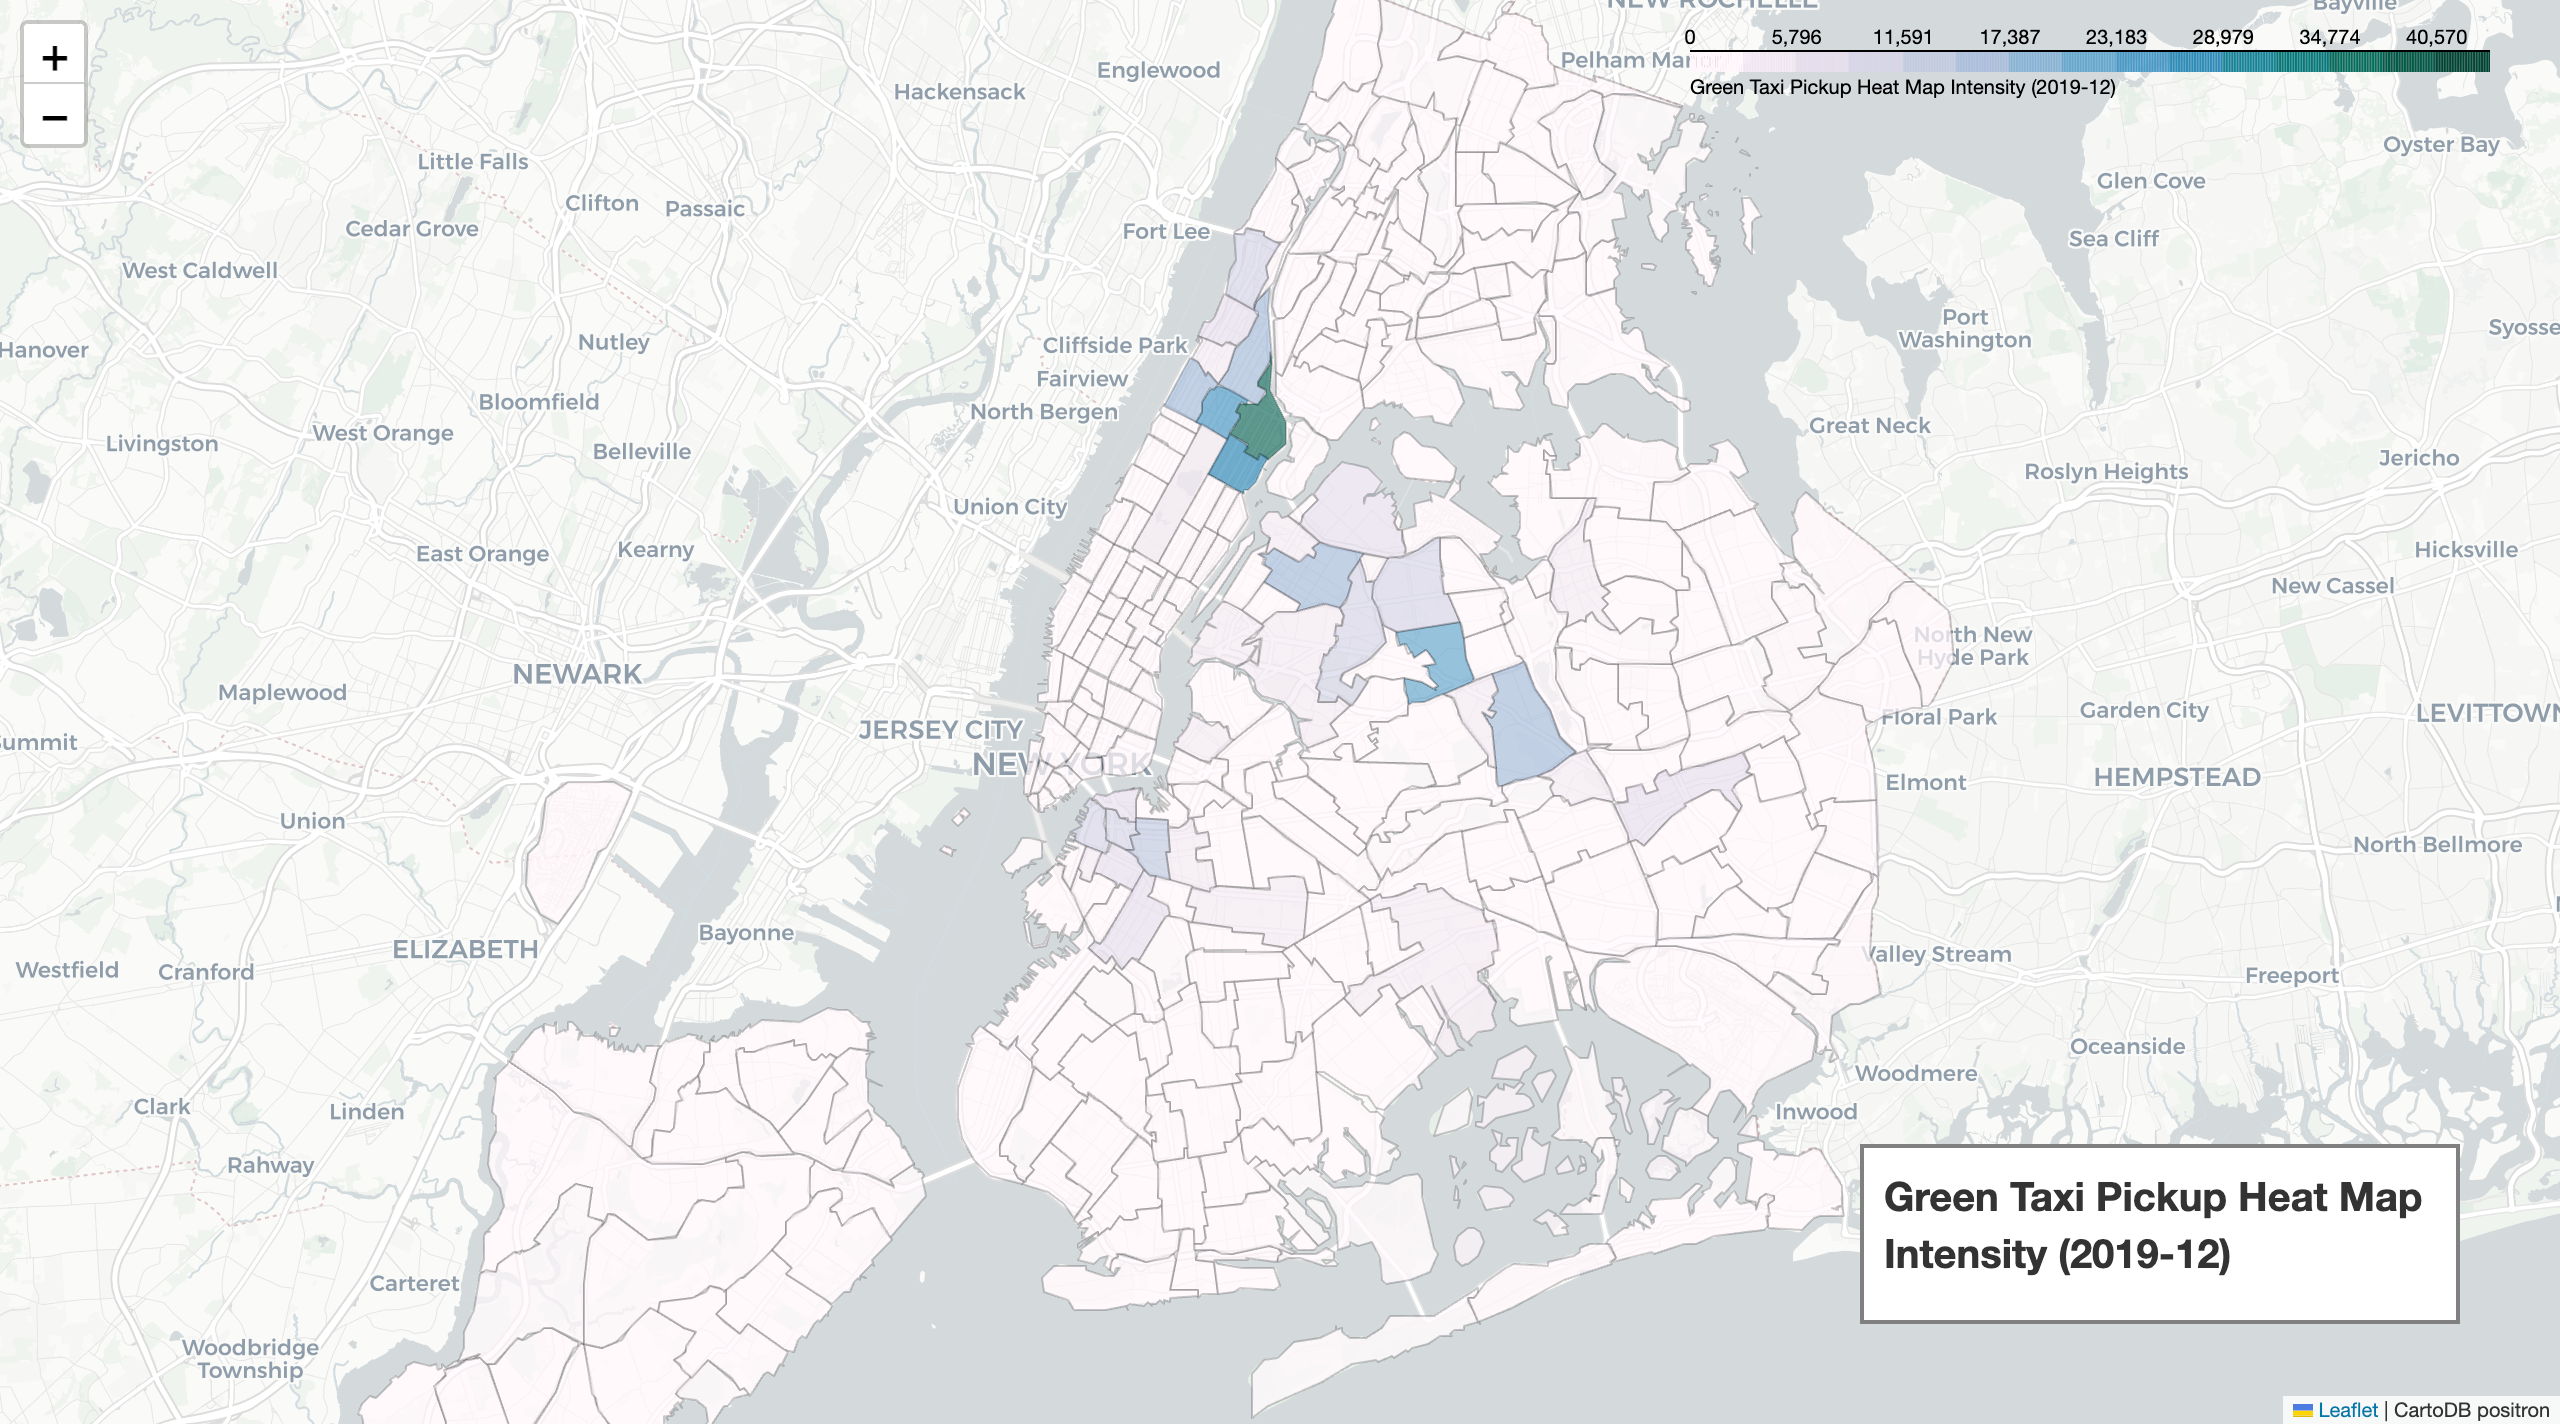 +
−
NEW ROCHELLE
Bayville
0 5,796 11,591 17,387 23,183 28,979 34,774 40,570
Green Taxi Pickup Heat Map Intensity (2019-12)
Pelham Manor
Englewood
Hackensack
Oyster Bay
Little Falls
Glen Cove
Clifton
Passaic
Cedar Grove
Fort Lee
Sea Cliff
West Caldwell
Port
Washington
Syosse
Nutley
Cliffside Park
Hanover
Fairview
Bloomfield
North Bergen
Great Neck
West Orange
Livingston
Belleville
Jericho
Roslyn Heights
Union City
East Orange
Kearny
Hicksville
New Cassel
North New
Hyde Park
NEWARK
Maplewood
Floral Park
Garden City
LEVITTOWN
JERSEY CITY
Summit
NEW YORK
HEMPSTEAD
Elmont
Union
North Bellmore
Bayonne
ELIZABETH
Valley Stream
Westfield
Cranford
Freeport
Oceanside
Woodmere
Clark
Linden
Inwood
Rahway
Green Taxi Pickup Heat Map
Intensity (2019-12)
Carteret
Woodbridge
Township
Leaflet | CartoDB positron